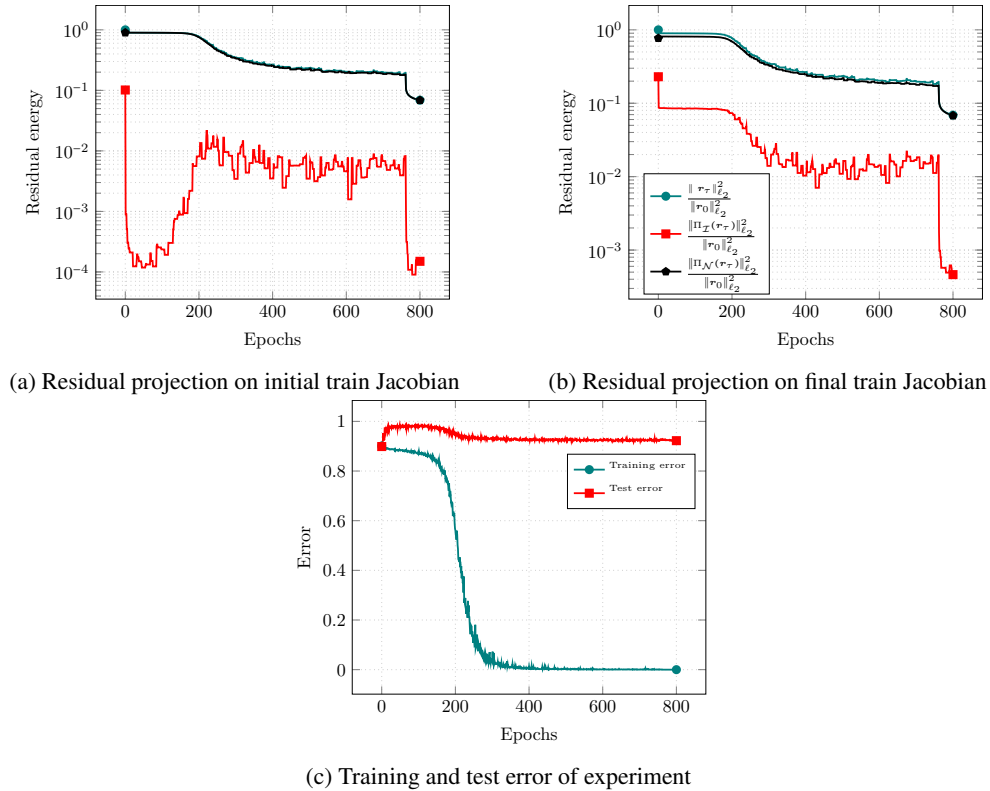 10^0
10^−1
10^−2
10^−3
10^−4
Residual energy
0 200 400 600 800
Epochs
(a) Residual projection on initial train Jacobian
10^0
10^−1
10^−2
10^−3
Residual energy
‖r_τ‖²_ℓ₂ / ‖r_0‖²_ℓ₂
‖Π_I(r_τ)‖²_ℓ₂ / ‖r_0‖²_ℓ₂
‖Π_N(r_τ)‖²_ℓ₂ / ‖r_0‖²_ℓ₂
0 200 400 600 800
Epochs
(b) Residual projection on final train Jacobian
1
0.8
0.6
0.4
0.2
0
Error
Training error
Test error
0 200 400 600 800
Epochs
(c) Training and test error of experiment